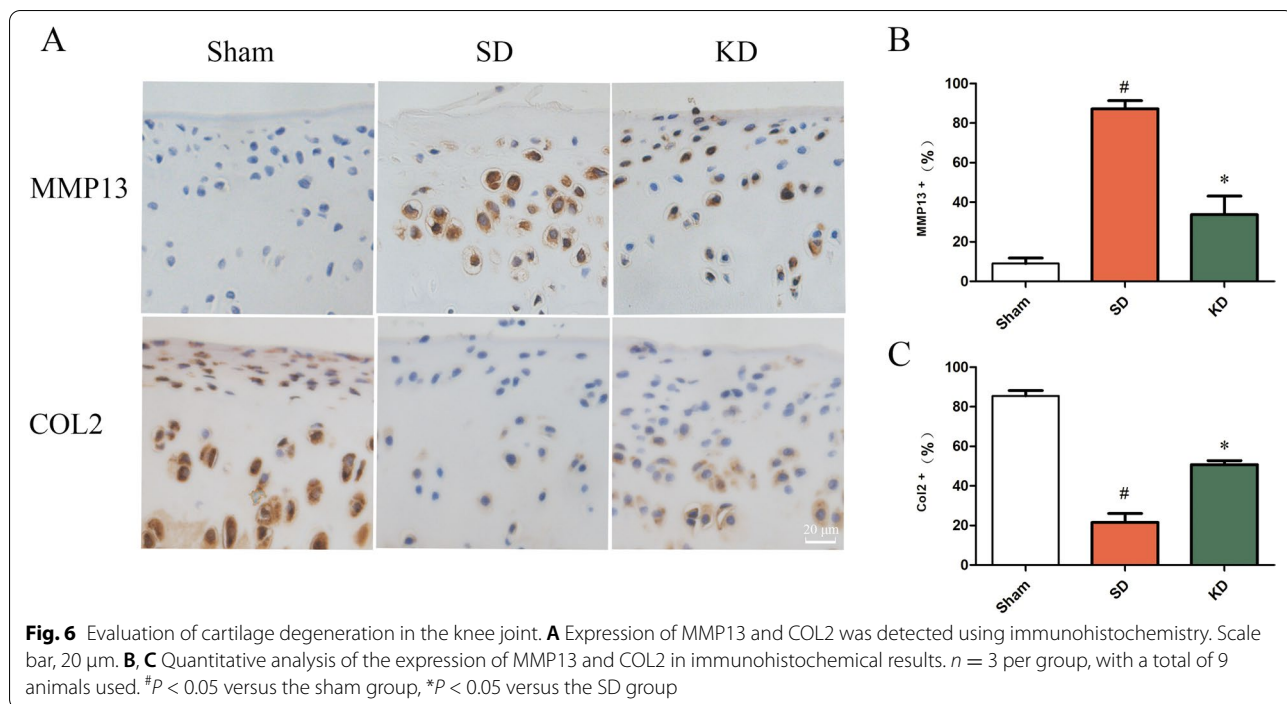 A
Sham SD KD
MMP13
COL2
20 μm
B
MMP13 + (%)
100
80
60
40
20
0
#
*
Sham SD KD
C
Col2 + (%)
100
80
60
40
20
0
#
*
Sham SD KD
Fig. 6 Evaluation of cartilage degeneration in the knee joint. A Expression of MMP13 and COL2 was detected using immunohistochemistry. Scale
bar, 20 μm. B, C Quantitative analysis of the expression of MMP13 and COL2 in immunohistochemical results. n = 3 per group, with a total of 9
animals used. #P < 0.05 versus the sham group, *P < 0.05 versus the SD group